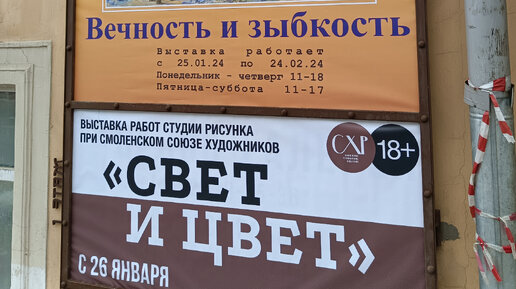 Вечность и зыбкость
Выставка работает
с 25.01.24 по 24.02.24
Понедельник - четверг 11-18
Пятница-суббота 11-17
ВЫСТАВКА РАБОТ СТУДИИ РИСУНКА
ПРИ СМОЛЕНСКОМ СОЮЗЕ ХУДОЖНИКОВ
СХР
18+
«СВЕТ
И ЦВЕТ»
С 26 ЯНВАРЯ